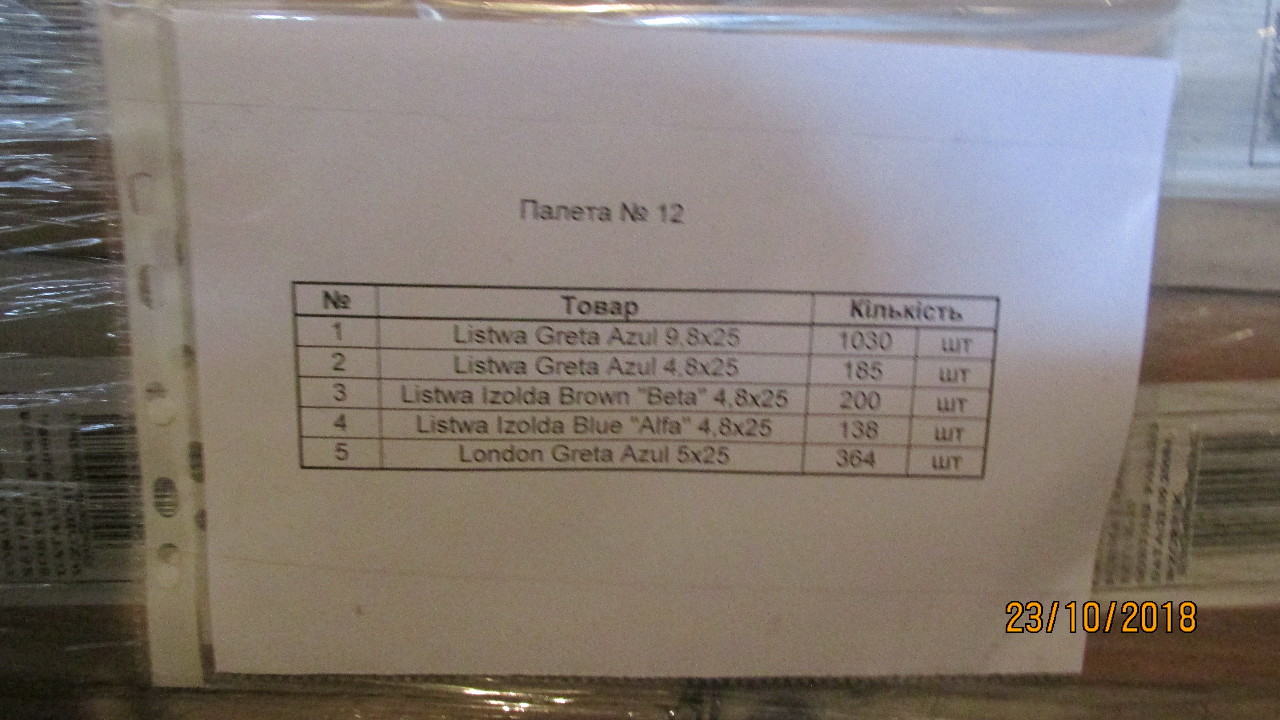 Палета № 12
№ Товар Кількість
1 Listwa Greta Azul 9,8x25 1030 шт
2 Listwa Greta Azul 4,8x25 185 шт
3 Listwa Izolda Brown "Beta" 4,8x25 200 шт
4 Listwa Izolda Blue "Alfa" 4,8x25 138 шт
5 London Greta Azul 5x25 364 шт
23/10/2018